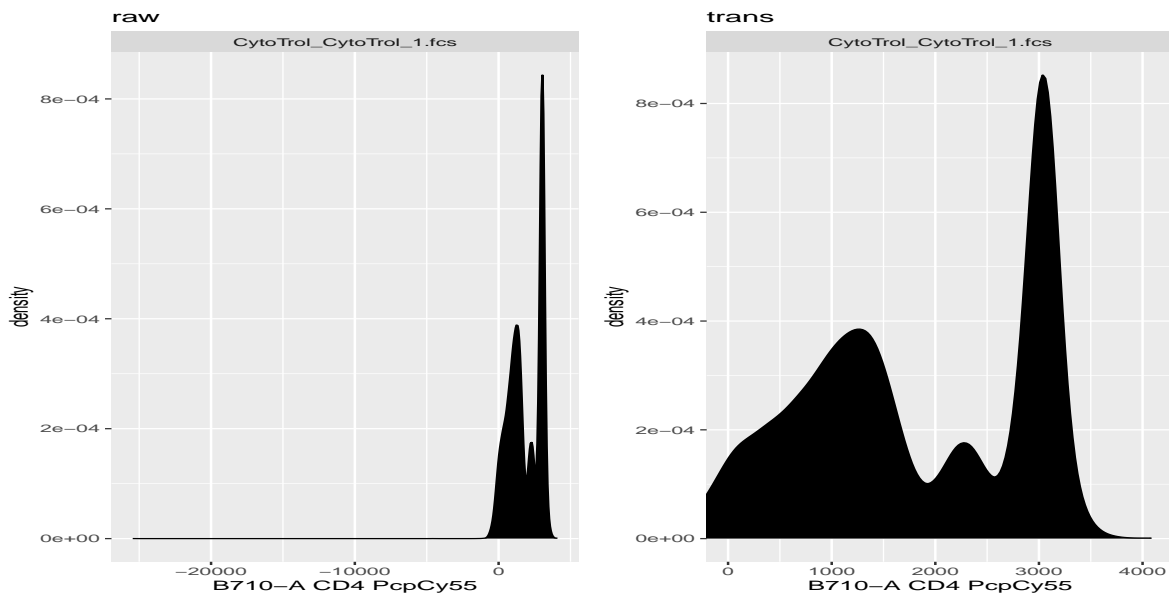 raw
CytoTrol_CytoTrol_1.fcs
8e−04
6e−04
4e−04
2e−04
0e+00
density
−20000 −10000 0
B710−A CD4 PcpCy55
trans
CytoTrol_CytoTrol_1.fcs
8e−04
6e−04
4e−04
2e−04
0e+00
density
0 1000 2000 3000 4000
B710−A CD4 PcpCy55